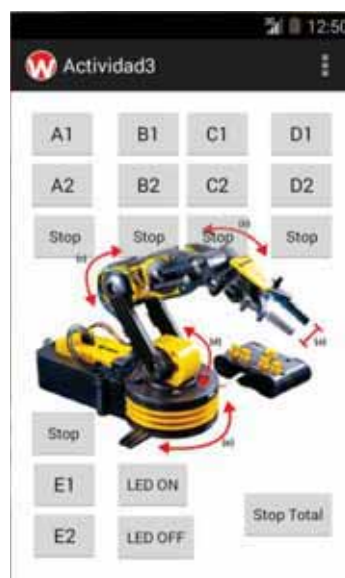 12:50
W Actividad3
A1 B1 C1 D1
A2 B2 C2 D2
Stop Stop Stop Stop
Stop
E1 LED ON
E2 LED OFF
Stop Total